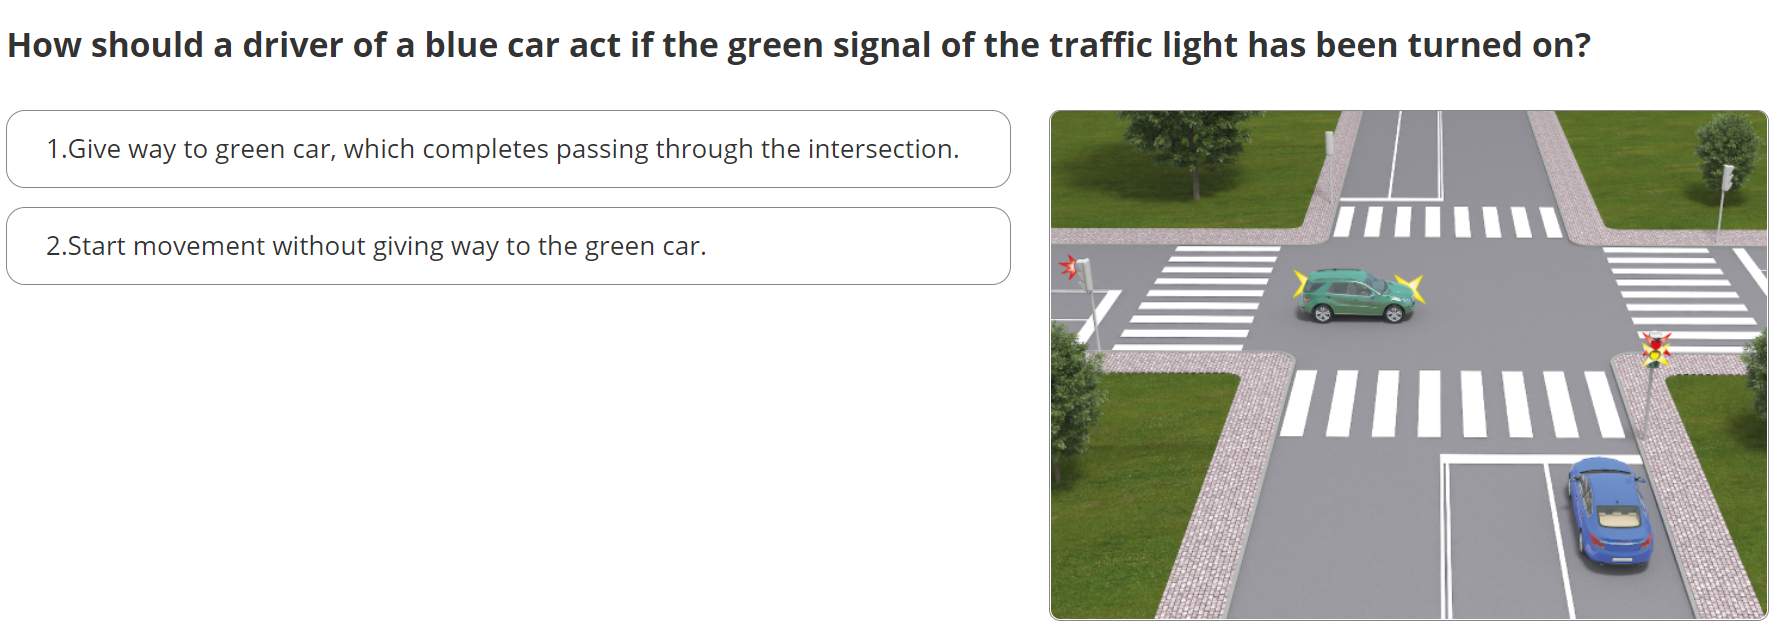 How should a driver of a blue car act if the green signal of the traffic light has been turned on?
1.Give way to green car, which completes passing through the intersection.
2.Start movement without giving way to the green car.